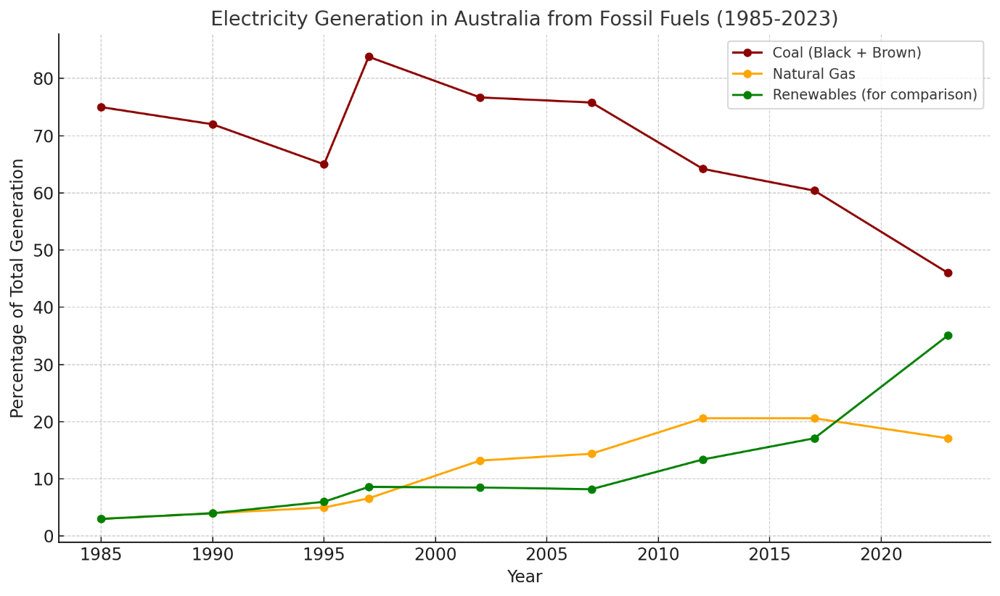 Electricity Generation in Australia from Fossil Fuels (1985-2023)
Coal (Black + Brown)
Natural Gas
Renewables (for comparison)
Percentage of Total Generation
80
70
60
50
40
30
20
10
0
1985 1990 1995 2000 2005 2010 2015 2020
Year